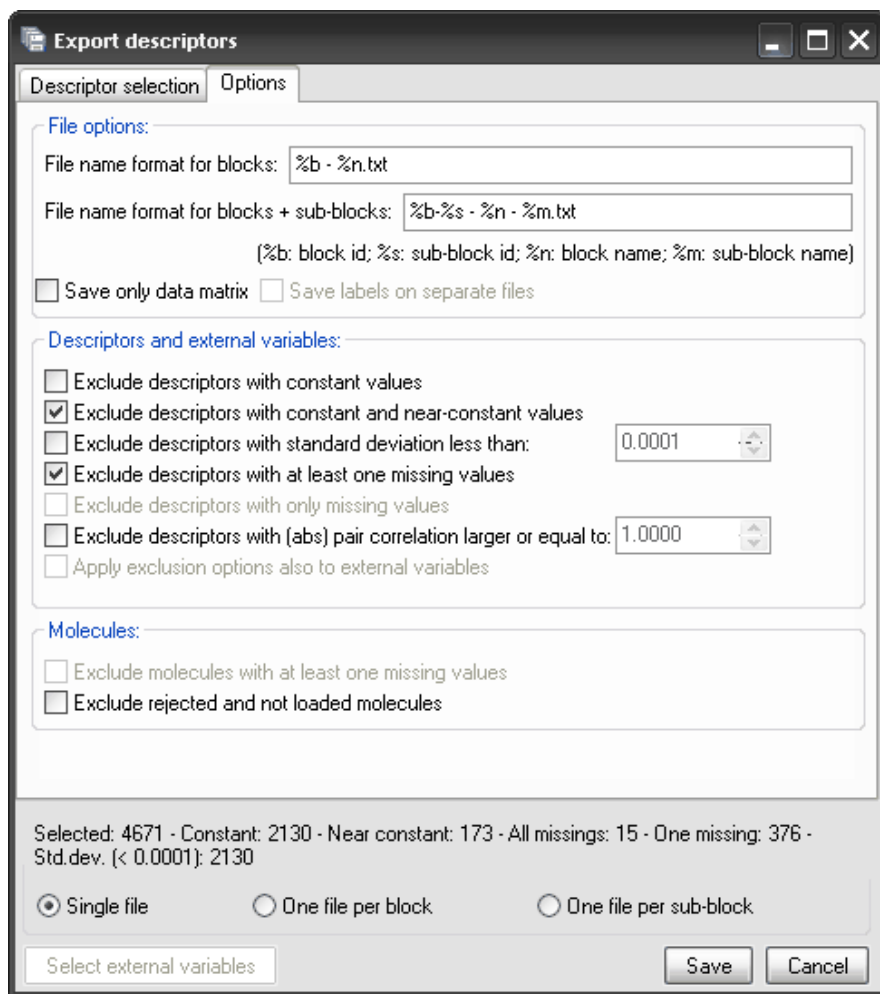 Export descriptors
Descriptor selection Options
File options:
File name format for blocks: %b - %n.txt
File name format for blocks + sub-blocks: %b-%s - %n - %m.txt
(%b: block id; %s: sub-block id; %n: block name; %m: sub-block name)
Save only data matrix Save labels on separate files
Descriptors and external variables:
Exclude descriptors with constant values
Exclude descriptors with constant and near-constant values
Exclude descriptors with standard deviation less than: 0.0001
Exclude descriptors with at least one missing values
Exclude descriptors with only missing values
Exclude descriptors with (abs) pair correlation larger or equal to: 1.0000
Apply exclusion options also to external variables
Molecules:
Exclude molecules with at least one missing values
Exclude rejected and not loaded molecules
Selected: 4671 - Constant: 2130 - Near constant: 173 - All missings: 15 - One missing: 376 -
Std.dev. (< 0.0001): 2130
Single file One file per block One file per sub-block
Select external variables Save Cancel